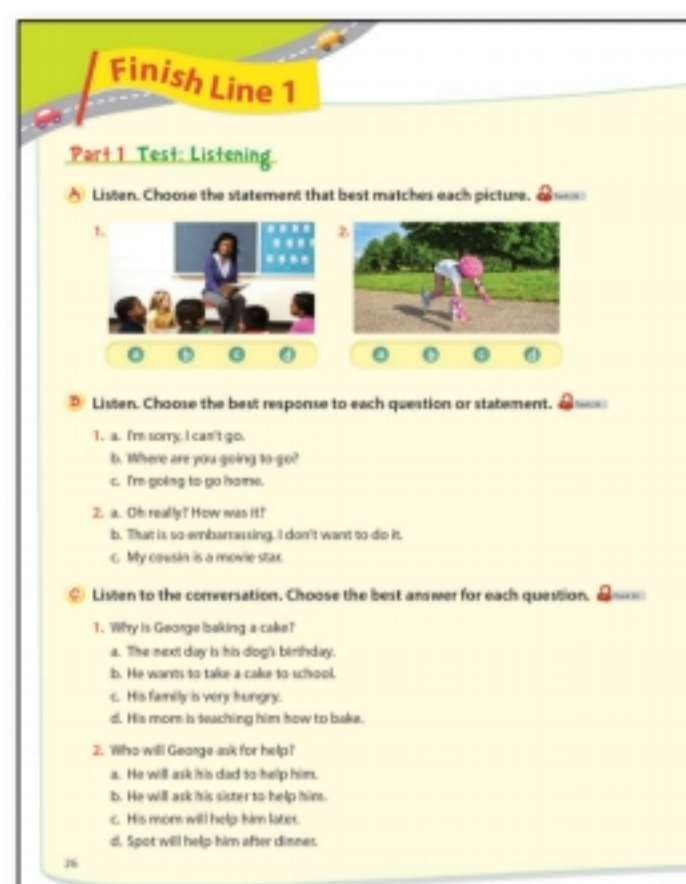 Finish Line 1
Part 1 Test: Listening
A Listen. Choose the statement that best matches each picture.
1.
2.
a b c d
a b c d
B Listen. Choose the best response to each question or statement.
1. a. I'm sorry, I can't go.
b. Where are you going to go?
c. I'm going to go home.
2. a. Oh really? How was it?
b. That is so embarrassing. I don't want to do it.
c. My cousin is a movie star.
C Listen to the conversation. Choose the best answer for each question.
1. Why is George baking a cake?
a. The next day is his dog's birthday.
b. He wants to take a cake to school.
c. His family is very hungry.
d. His mom is teaching him how to bake.
2. Who will George ask for help?
a. He will ask his dad to help him.
b. He will ask his sister to help him.
c. His mom will help him later.
d. Spot will help him after dinner.
26